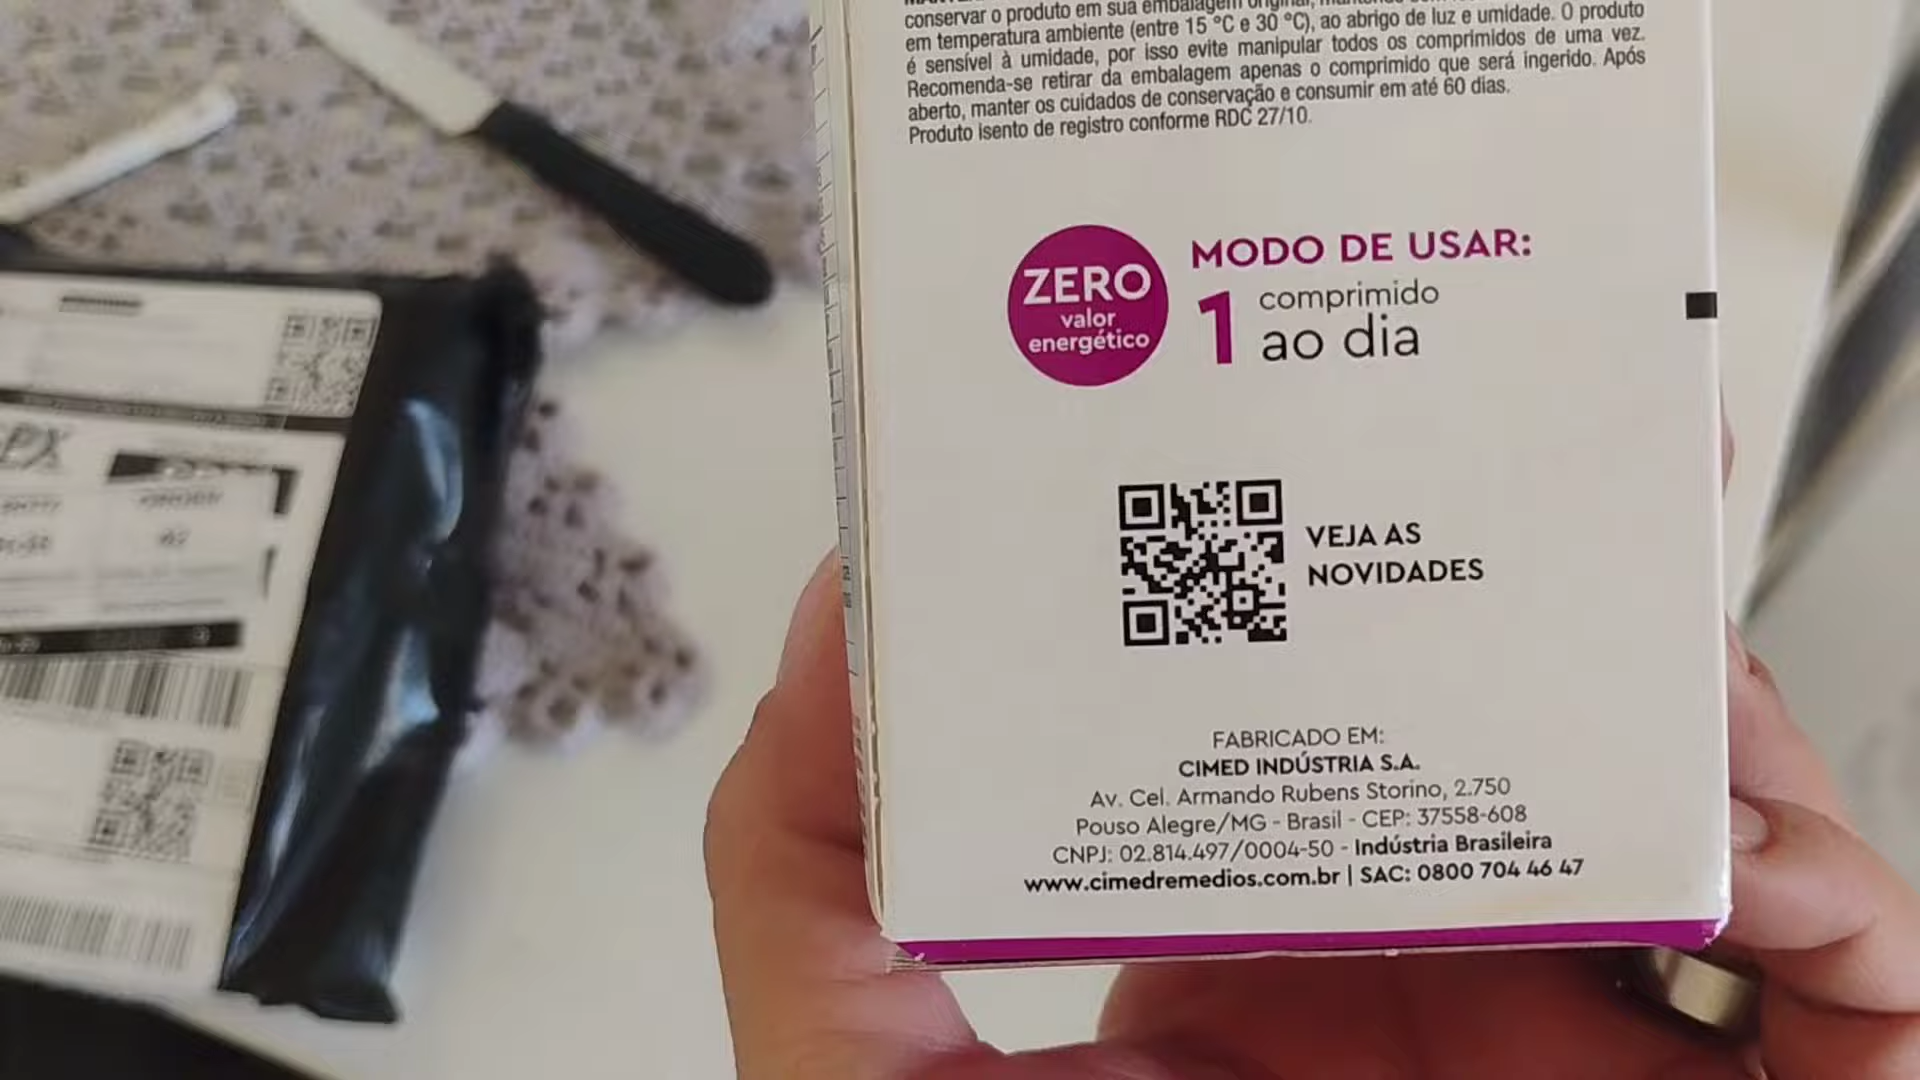 conservar o produto em sua embalagem original,
em temperatura ambiente (entre 15 °C e 30 °C), ao abrigo de luz e umidade. O produto
é sensível à umidade, por isso evite manipular todos os comprimidos de uma vez.
Recomenda-se retirar da embalagem apenas o comprimido que será ingerido. Após
aberto, manter os cuidados de conservação e consumir em até 60 dias.
Produto isento de registro conforme RDC 27/10.
ZERO
valor
energético
MODO DE USAR:
1 comprimido
ao dia
VEJA AS
NOVIDADES
FABRICADO EM:
CIMED INDÚSTRIA S.A.
Av. Cel. Armando Rubens Storino, 2.750
Pouso Alegre/MG - Brasil - CEP: 37558-608
CNPJ: 02.814.497/0004-50 - Indústria Brasileira
www.cimedremedios.com.br | SAC: 0800 704 46 47